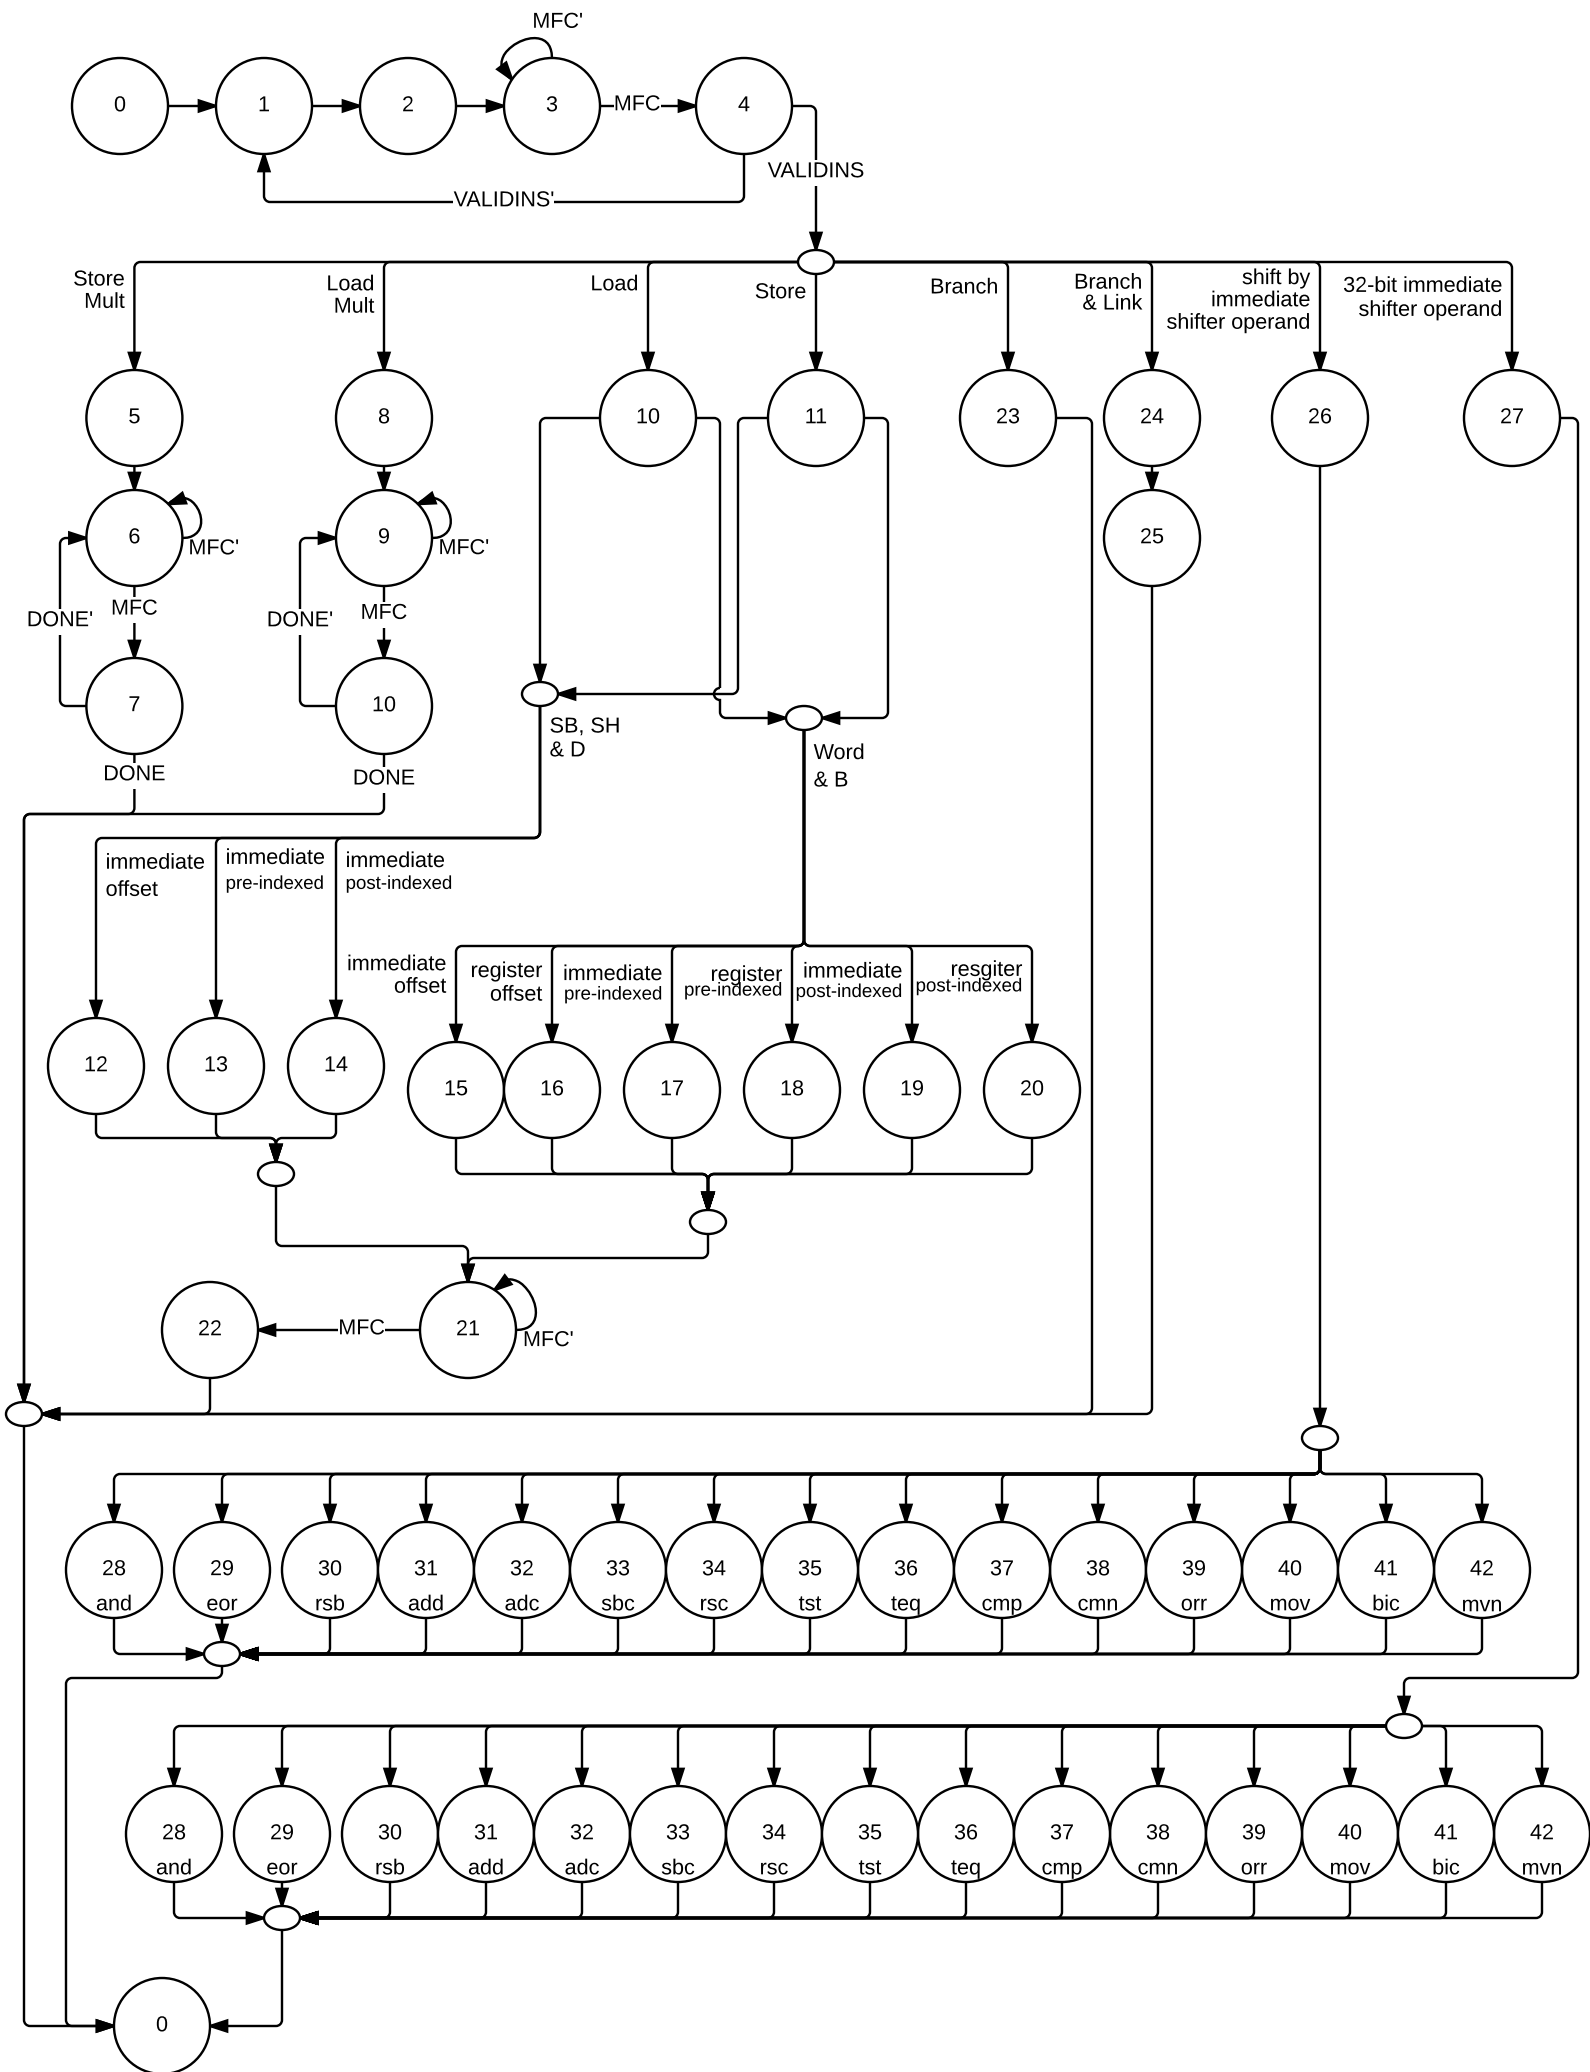 MFC'
0
1
2
3
MFC
4
VALIDINS
VALIDINS'
Store
Mult
Load
Mult
Load
Store
Branch
Branch
& Link
shift by
immediate
shifter operand
32-bit immediate
shifter operand
5
8
10
11
23
24
26
27
6
MFC'
9
MFC'
25
DONE'
MFC
DONE'
MFC
7
10
SB, SH
& D
Word
& B
DONE
DONE
immediate
offset
immediate
pre-indexed
immediate
post-indexed
immediate
offset
register
offset
immediate
pre-indexed
register
pre-indexed
immediate
post-indexed
resgiter
post-indexed
12
13
14
15
16
17
18
19
20
22
MFC
21
MFC'
28
and
29
eor
30
rsb
31
add
32
adc
33
sbc
34
rsc
35
tst
36
teq
37
cmp
38
cmn
39
orr
40
mov
41
bic
42
mvn
28
and
29
eor
30
rsb
31
add
32
adc
33
sbc
34
rsc
35
tst
36
teq
37
cmp
38
cmn
39
orr
40
mov
41
bic
42
mvn
0